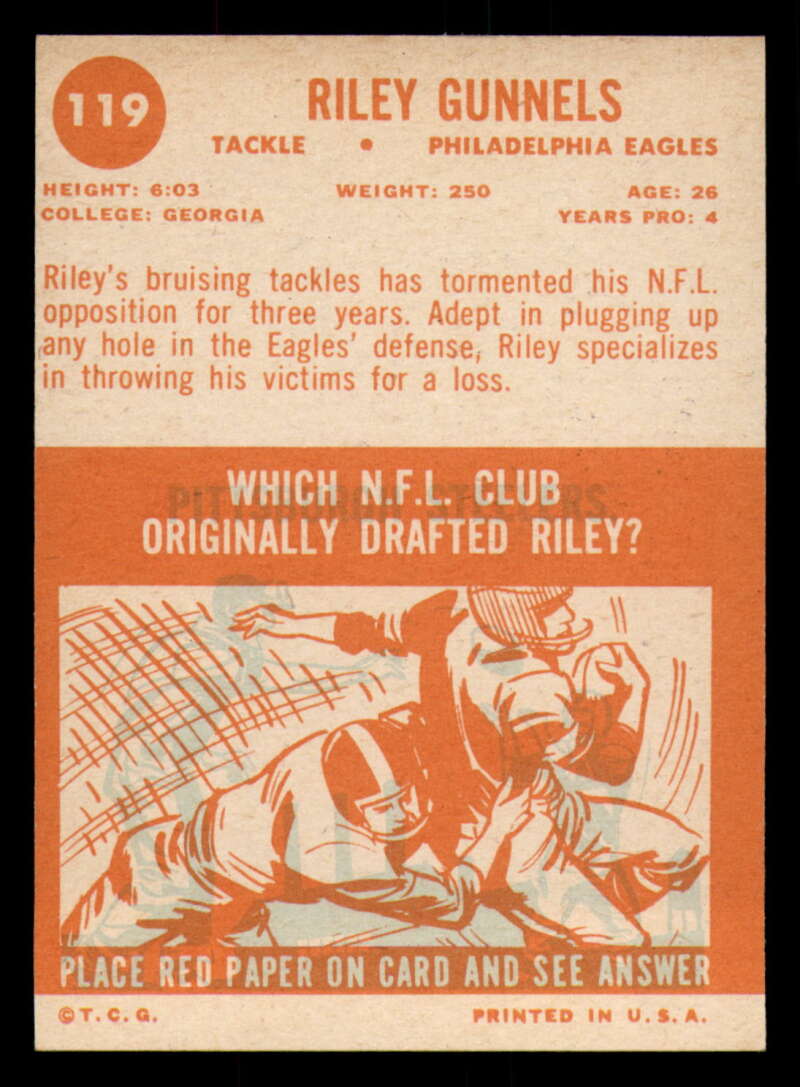 119
RILEY GUNNELS
TACKLE • PHILADELPHIA EAGLES
HEIGHT: 6:03 WEIGHT: 250 AGE: 26
COLLEGE: GEORGIA YEARS PRO: 4
Riley's bruising tackles has tormented his N.F.L.
opposition for three years. Adept in plugging up
any hole in the Eagles' defense, Riley specializes
in throwing his victims for a loss.
WHICH N.F.L. CLUB
PITTSBURGH STEELERS
ORIGINALLY DRAFTED RILEY?
PLACE RED PAPER ON CARD AND SEE ANSWER
©T.C.G. PRINTED IN U.S.A.